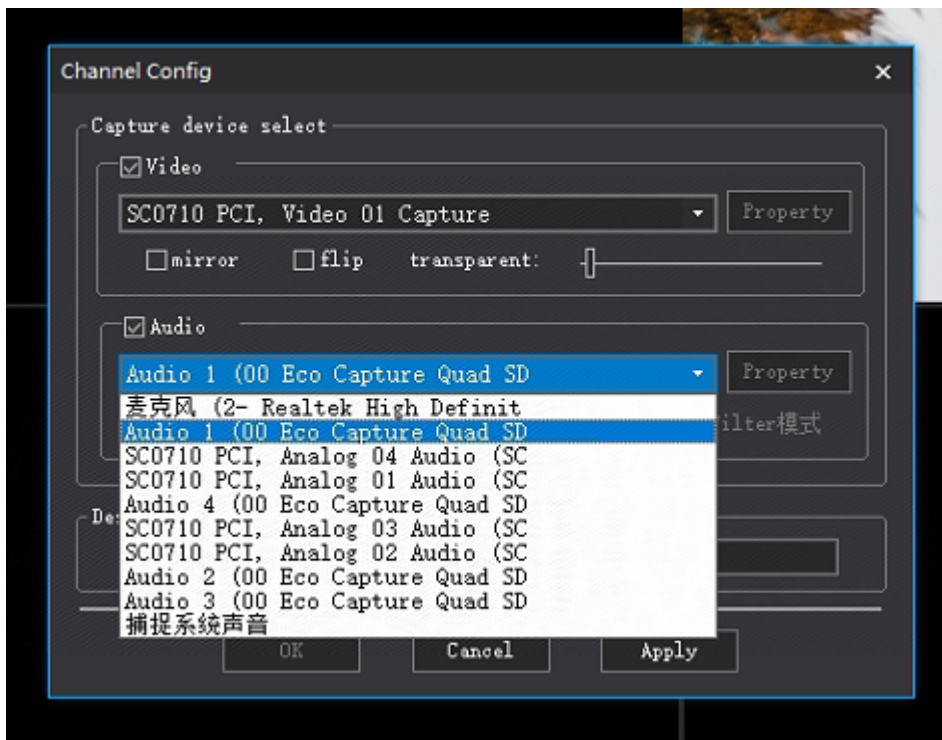 Channel Config
Capture device select
Video
SC0710 PCI, Video 01 Capture
Property
mirror flip transparent:
Audio
Audio 1 (00 Eco Capture Quad SD
Property
麦克风 (2- Realtek High Definit
Audio 1 (00 Eco Capture Quad SD
ilter模式
SC0710 PCI, Analog 04 Audio (SC
SC0710 PCI, Analog 01 Audio (SC
Audio 4 (00 Eco Capture Quad SD
De
SC0710 PCI, Analog 03 Audio (SC
SC0710 PCI, Analog 02 Audio (SC
Audio 2 (00 Eco Capture Quad SD
Audio 3 (00 Eco Capture Quad SD
捕捉系统声音
OK Cancel Apply